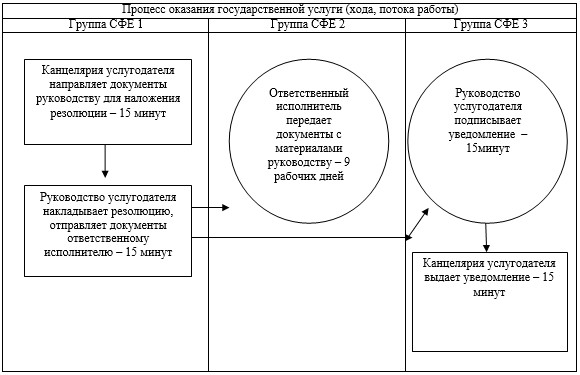 Процесс оказания государственной услуги (хода, потока работы)
Группа СФЕ 1
Группа СФЕ 2
Группа СФЕ 3
Канцелярия услугодателя
направляет документы
руководству для наложения
резолюции – 15 минут
Руководство услугодателя
накладывает резолюцию,
отправляет документы
ответственному
исполнителю – 15 минут
Ответственный
исполнитель
передает
документы с
материалами
руководству – 9
рабочих дней
Руководство
услугодателя
подписывает
уведомление –
15минут
Канцелярия услугодателя
выдает уведомление – 15
минут